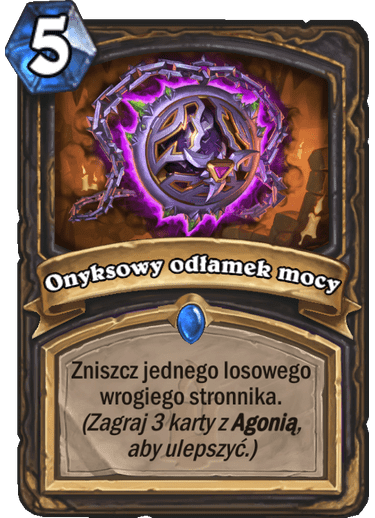 5
Onyksowy odłamek mocy
Zniszcz jednego losowego
wrogiego stronnika.
(Zagraj 3 karty z Agonią,
aby ulepszyć.)